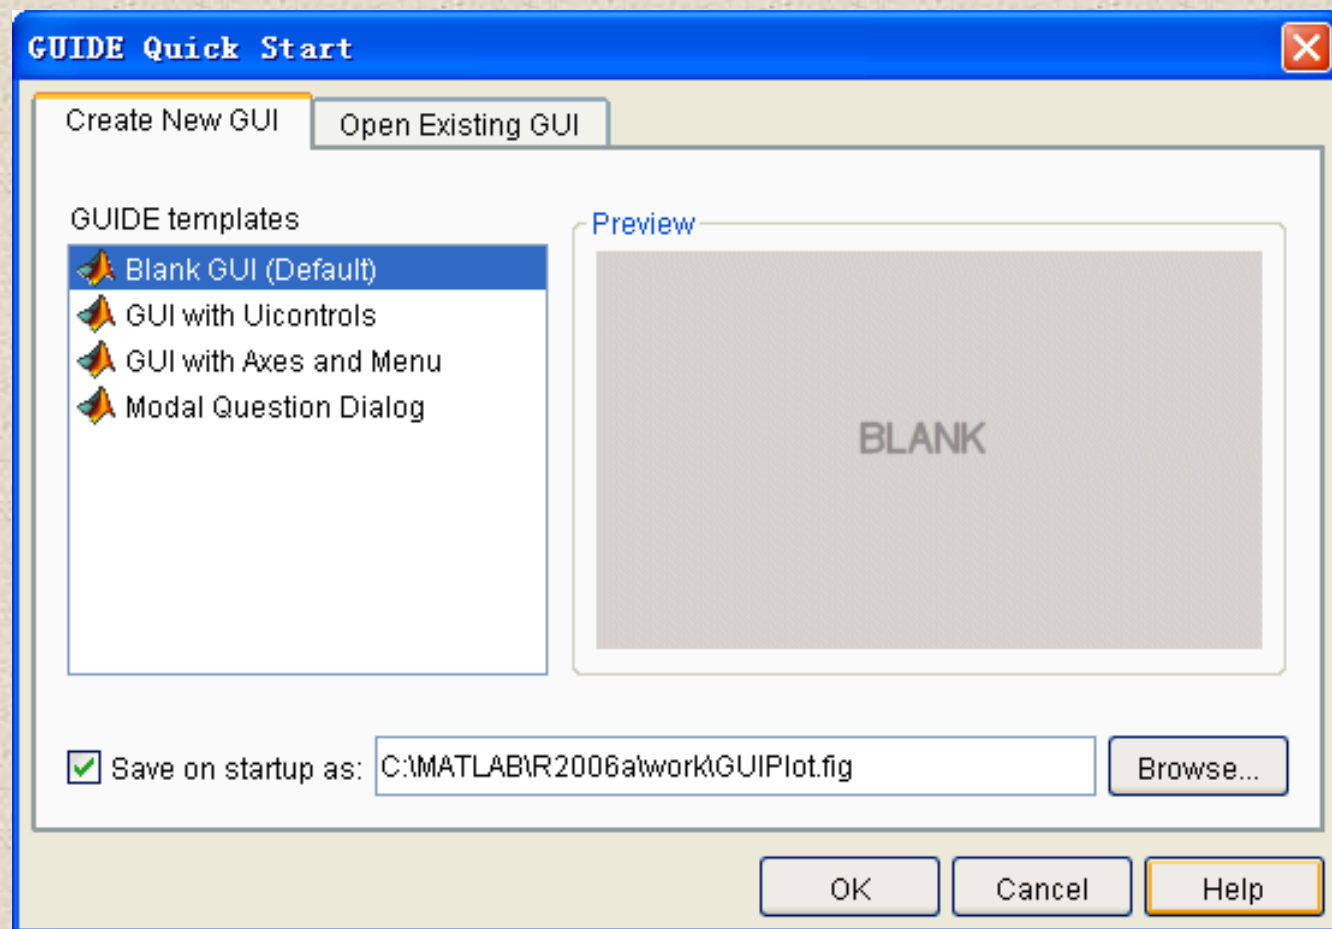 GUIDE Quick Start
Create New GUI
Open Existing GUI
GUIDE templates
Blank GUI (Default)
GUI with Uicontrols
GUI with Axes and Menu
Modal Question Dialog
Preview
BLANK
Save on startup as: C:\MATLAB\R2006a\work\GUIPlot.fig Browse...
OK Cancel Help